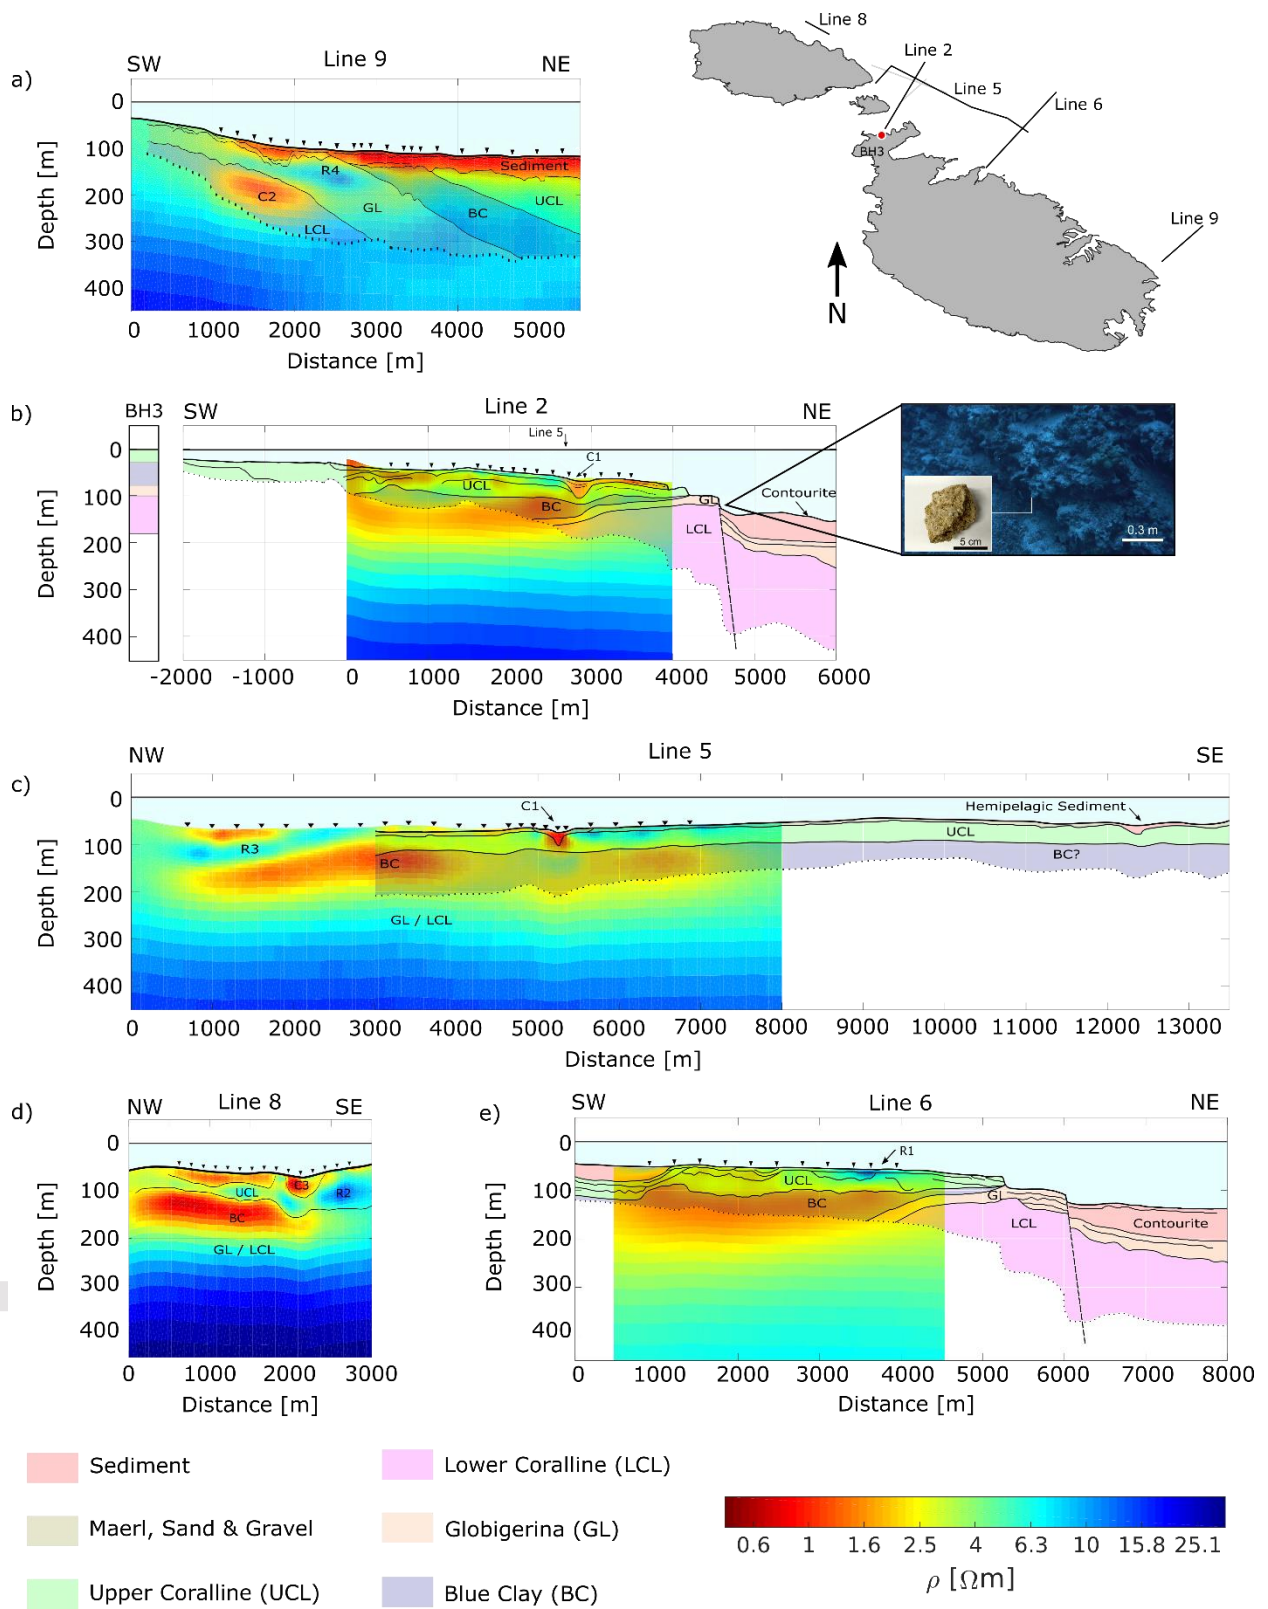 a)
SW
Line 9
NE
0
100
200
300
400
Depth [m]
R4
Sediment
C2
GL
BC
UCL
LCL
0
1000
2000
3000
4000
5000
Distance [m]
Line 8
Line 2
Line 5
Line 6
BH3
Line 9
N
b)
BH3
SW
Line 2
NE
0
100
200
300
400
Depth [m]
Line 5
C1
UCL
BC
GL
LCL
Contourite
5 cm
0.3 m
-2000
-1000
0
1000
2000
3000
4000
5000
6000
Distance [m]
c)
NW
Line 5
SE
0
100
200
300
400
Depth [m]
C1
Hemipelagic Sediment
R3
BC
UCL
BC?
GL / LCL
0
1000
2000
3000
4000
5000
6000
7000
8000
9000
10000
11000
12000
13000
Distance [m]
d)
NW
Line 8
SE
0
100
200
300
400
Depth [m]
C3
UCL
R2
BC
GL / LCL
0
1000
2000
3000
Distance [m]
e)
SW
Line 6
NE
0
100
200
300
400
Depth [m]
R1
UCL
BC
GL
LCL
Contourite
0
1000
2000
3000
4000
5000
6000
7000
8000
Distance [m]
Sediment
Maerl, Sand & Gravel
Upper Coralline (UCL)
Lower Coralline (LCL)
Globigerina (GL)
Blue Clay (BC)
0.6 1 1.6 2.5 4 6.3 10 15.8 25.1
ρ [Ωm]